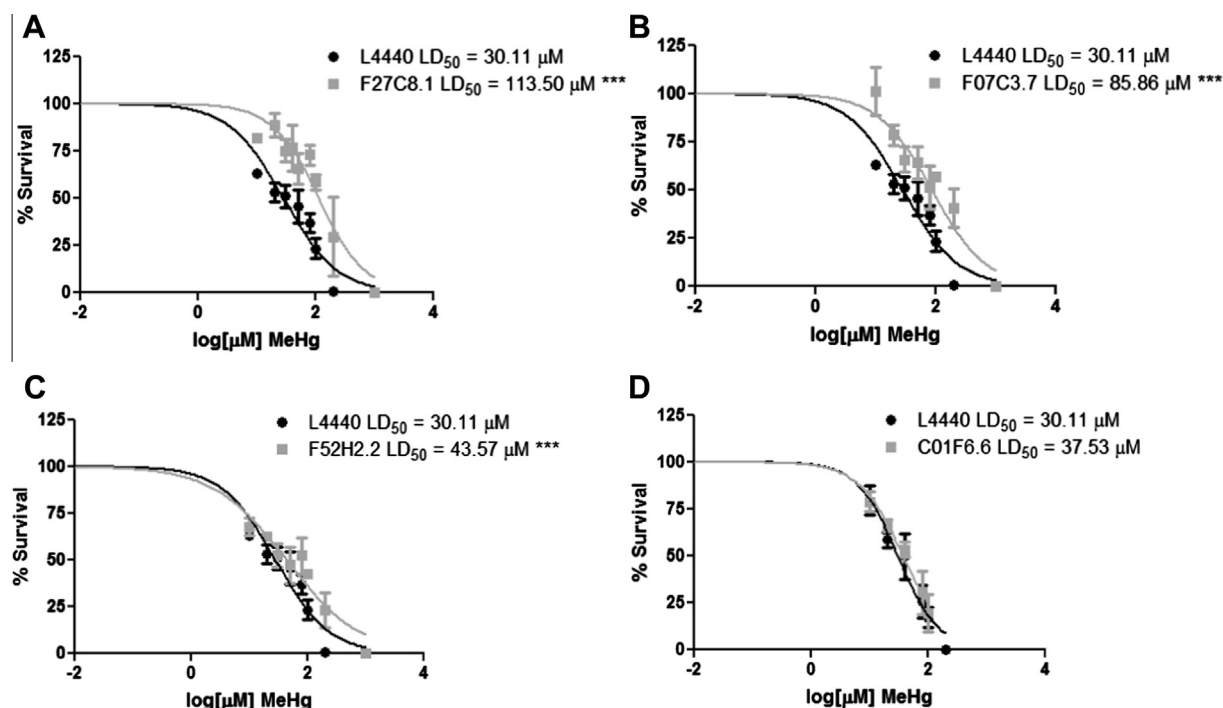 A
L4440 LD50 = 30.11 µM
F27C8.1 LD50 = 113.50 µM ***
125
100
75
50
25
0
% Survival
-2 0 2 4
log[µM] MeHg
B
L4440 LD50 = 30.11 µM
F07C3.7 LD50 = 85.86 µM ***
125
100
75
50
25
0
% Survival
-2 0 2 4
log[µM] MeHg
C
L4440 LD50 = 30.11 µM
F52H2.2 LD50 = 43.57 µM ***
125
100
75
50
25
0
% Survival
-2 0 2 4
log[µM] MeHg
D
L4440 LD50 = 30.11 µM
C01F6.6 LD50 = 37.53 µM
125
100
75
50
25
0
% Survival
-2 0 2 4
log[µM] MeHg